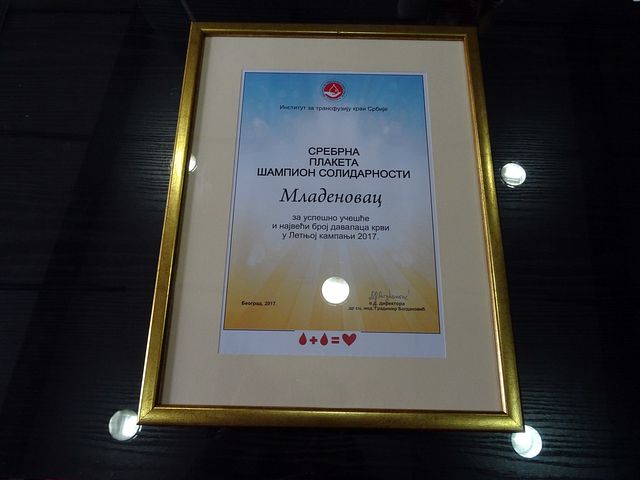 Институт за трансфузију крви Србије
СРЕБРНА
ПЛАКЕТА
ШАМПИОН СОЛИДАРНОСТИ
Младеновац
за успешно учешће
и највећи број давалаца крви
у Летњој кампањи 2017.
Београд, 2017.
в.д. директора
др сц. мед. Градимир Богдановић